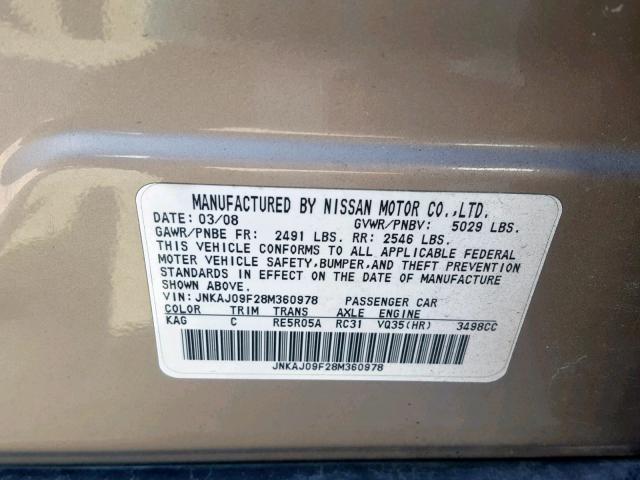 MANUFACTURED BY NISSAN MOTOR CO.,LTD.
DATE: 03/08 GVWR/PNBV: 5029 LBS.
GAWR/PNBE FR: 2491 LBS. RR: 2546 LBS.
THIS VEHICLE CONFORMS TO ALL APPLICABLE FEDERAL
MOTOR VEHICLE SAFETY,BUMPER,AND THEFT PREVENTION
STANDARDS IN EFFECT ON THE DATE OF MANUFACTURE
SHOWN ABOVE.
VIN: JNKAJ09F28M360978 PASSENGER CAR
COLOR TRIM TRANS AXLE ENGINE
KAG C RE5R05A RC31 VQ35(HR) 3498CC
JNKAJ09F28M360978